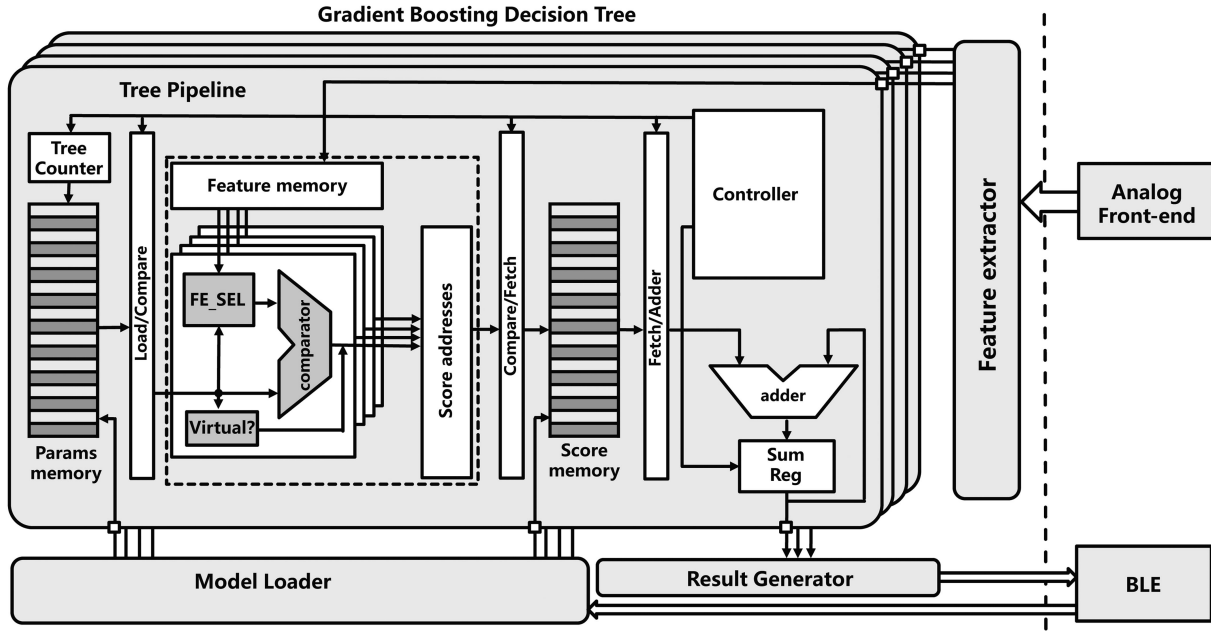 Gradient Boosting Decision Tree
Tree Pipeline
Tree
Counter
Load/Compare
Feature memory
FE_SEL
comparator
Virtual?
Score addresses
Compare/Fetch
Fetch/Adder
Controller
adder
Sum
Reg
Params
memory
Score
memory
Feature extractor
Analog
Front-end
Model Loader
Result Generator
BLE